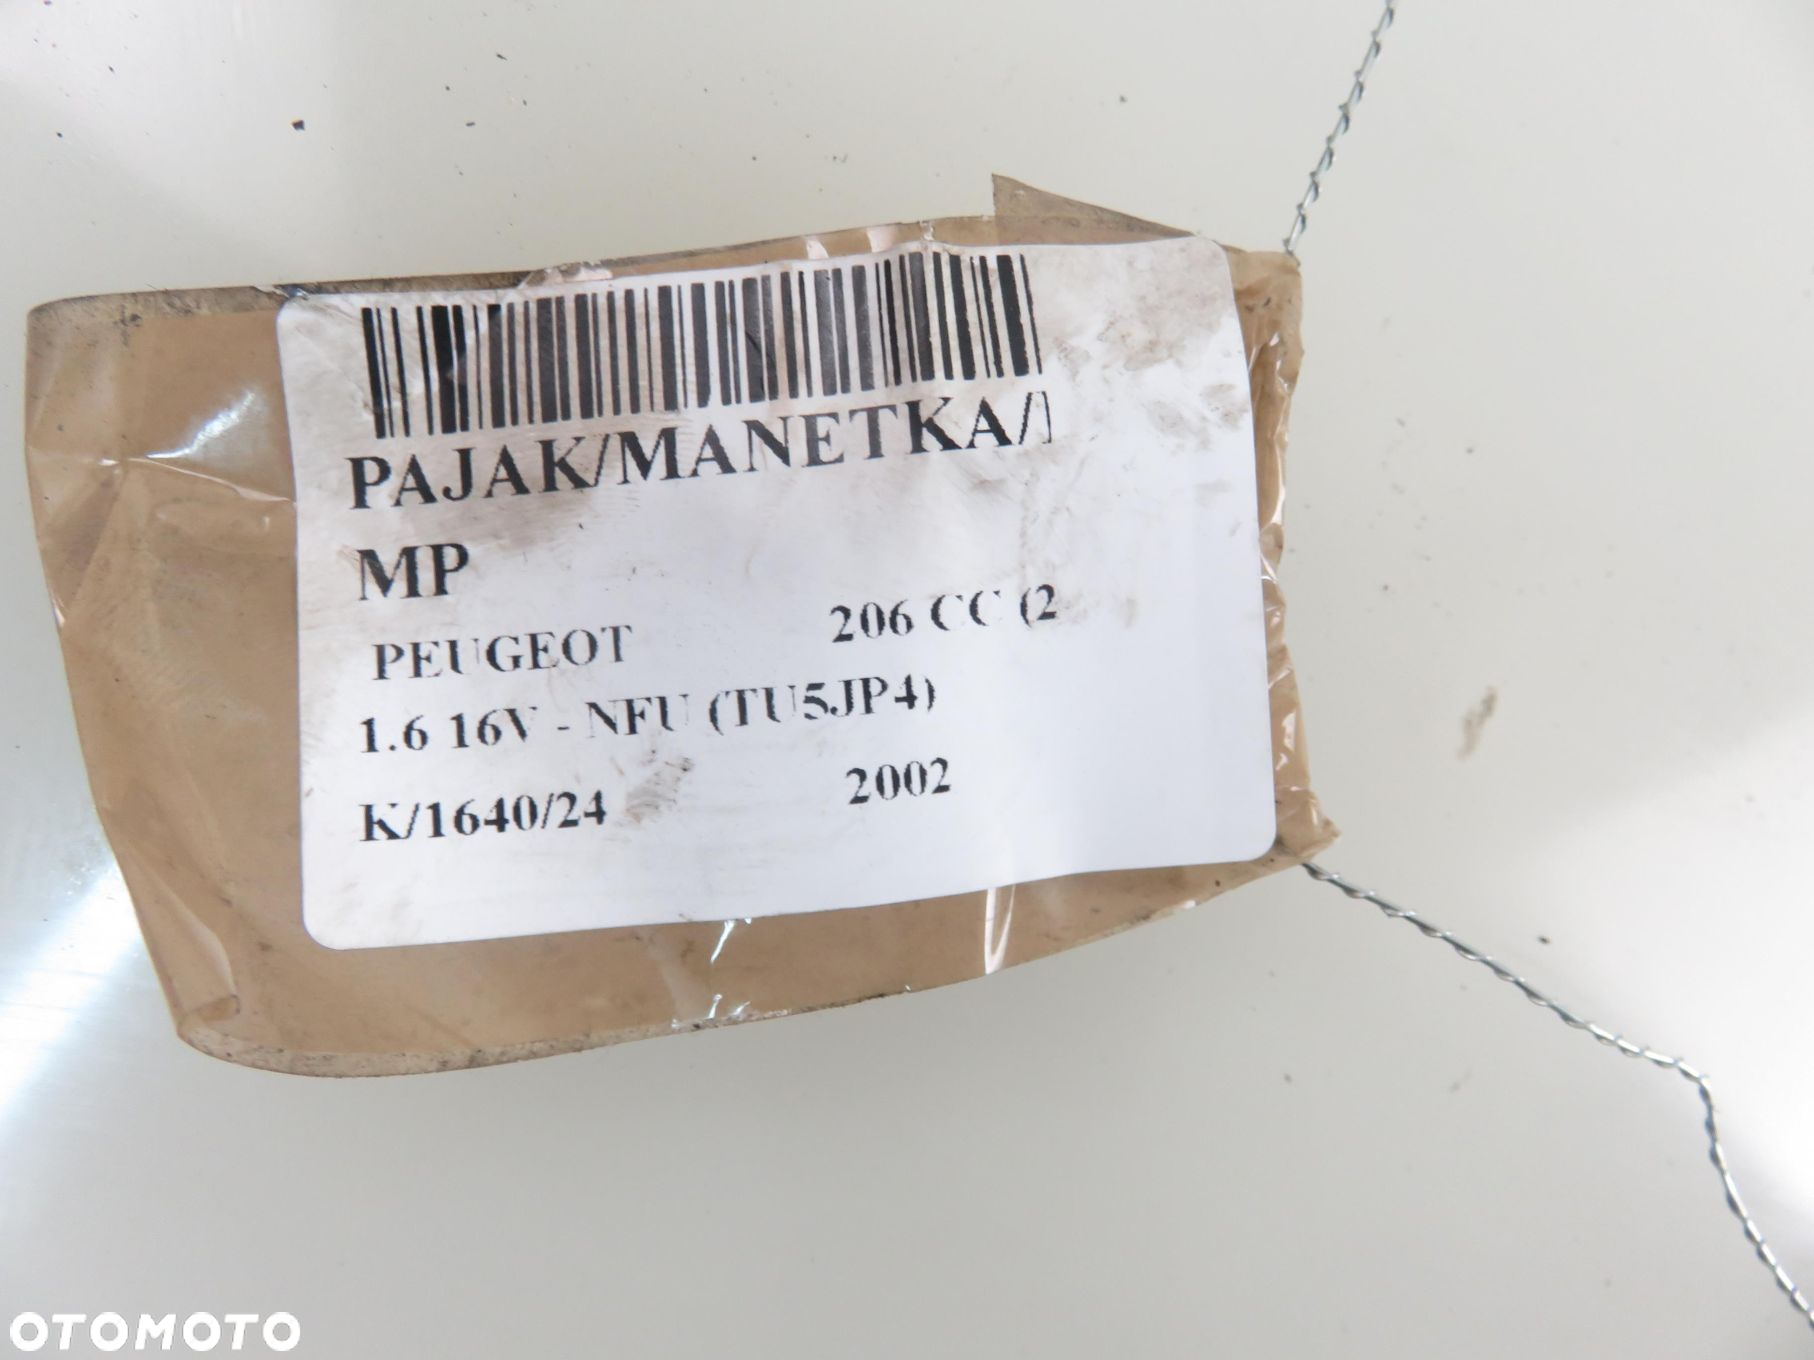 PAJAK/MANETKA/
MP
PEUGEOT 206 CC (2
1.6 16V - NFU (TU5JP4)
K/1640/24 2002
OTOMOTO